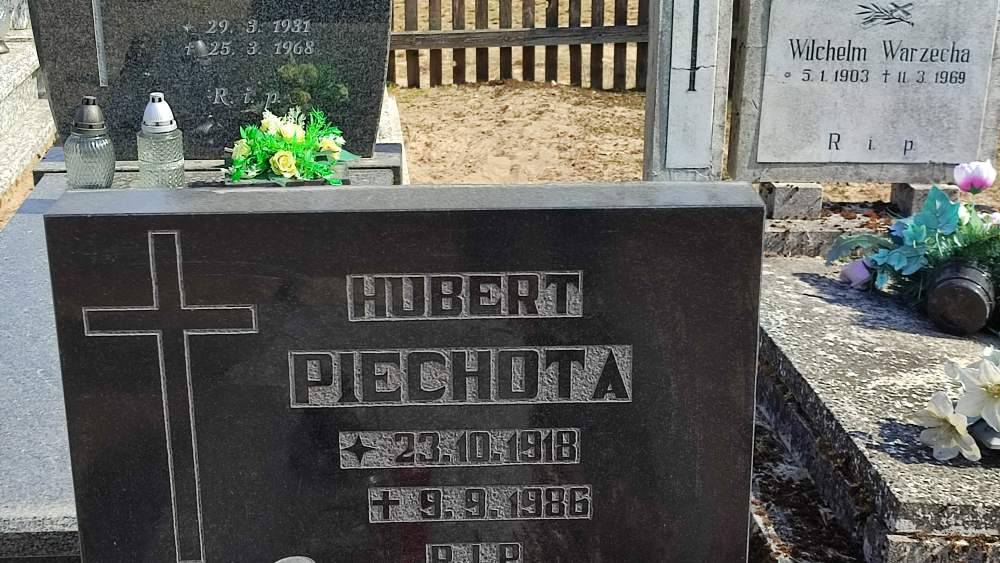 29. 3. 1931
+ 25. 3. 1968
R. i. p.
Wilchelm Warzecha
° 5. 1. 1903 + 11. 3. 1969
R i p
HUBERT
PIECHOTA
✦ 23.10.1918
+ 9.9.1986
R.I.P.